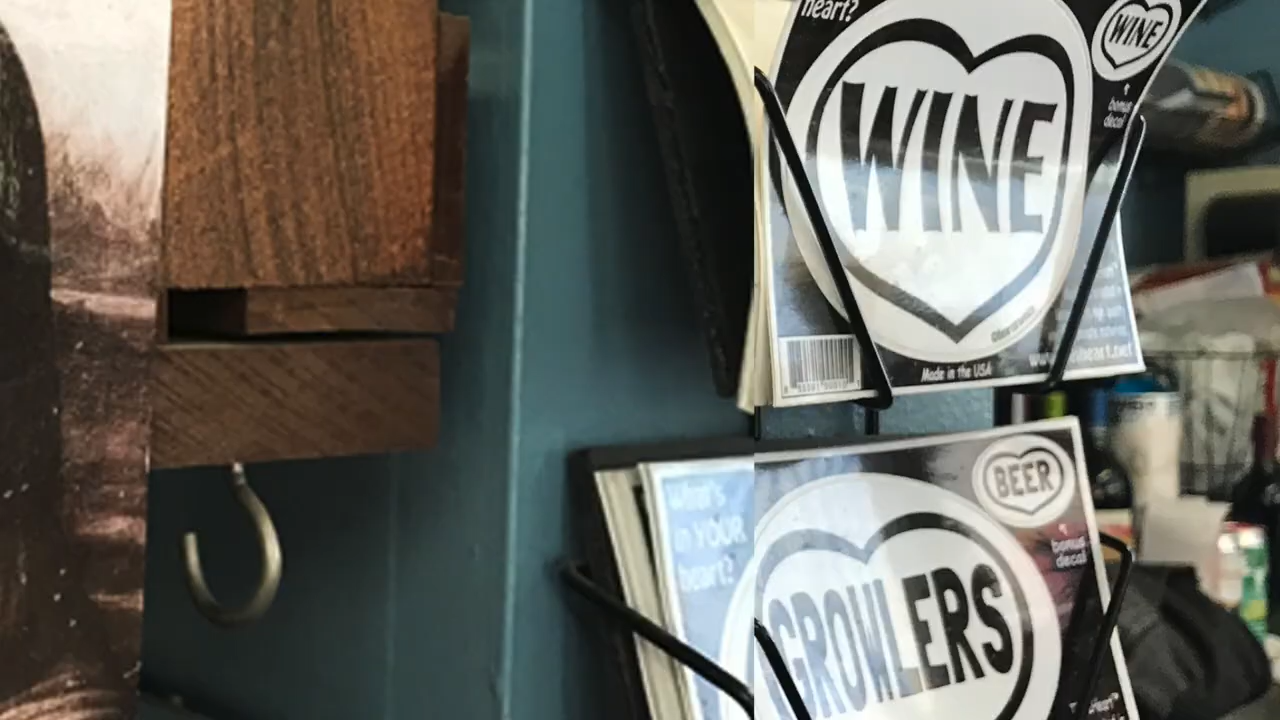 heart?
WINE
WINE
bonus
decal
Made in the USA
BEER
What's
in YOUR
heart?
bonus
decal
GROWLERS